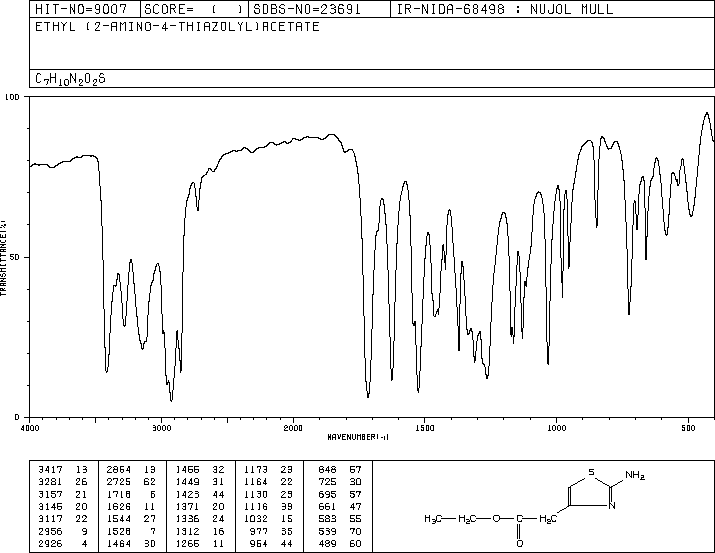 HIT-NO=9007 SCORE= ( ) SDBS-NO=23691 IR-NIDA-68498 : NUJOL MULL
ETHYL (2-AMINO-4-THIAZOLYL)ACETATE
C7H10N2O2S
100
50
0
TRANSMITTANCE(%)
4000 3000 2000 1500 1000 500
WAVENUMBER(-1)
3417 13 2854 13 1466 32 1173 23 848 57
3281 26 2725 62 1449 31 1164 22 725 30
3157 21 1718 6 1423 44 1130 23 695 57
3145 20 1626 11 1371 20 1116 39 661 47
3117 22 1544 27 1336 24 1032 15 583 55
2956 9 1528 7 1312 16 977 35 539 70
2926 4 1464 30 1265 11 954 44 489 60
S
NH2
N
H3C H2C O C H2C
O